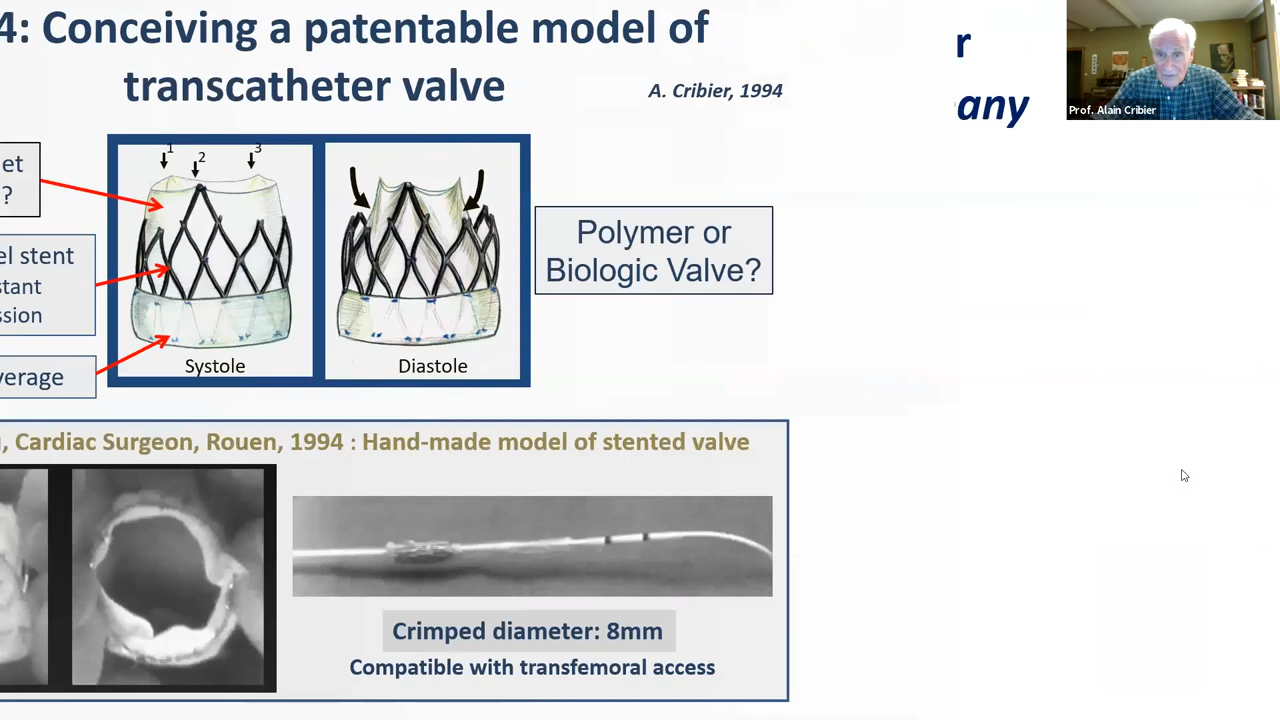 4: Conceiving a patentable model of
transcatheter valve
A. Cribier, 1994
r
any
Prof. Alain Cribier
1
2
3
et
?
el stent
stant
ssion
verage
Systole
Diastole
Polymer or
Biologic Valve?
, Cardiac Surgeon, Rouen, 1994 : Hand-made model of stented valve
Crimped diameter: 8mm
Compatible with transfemoral access